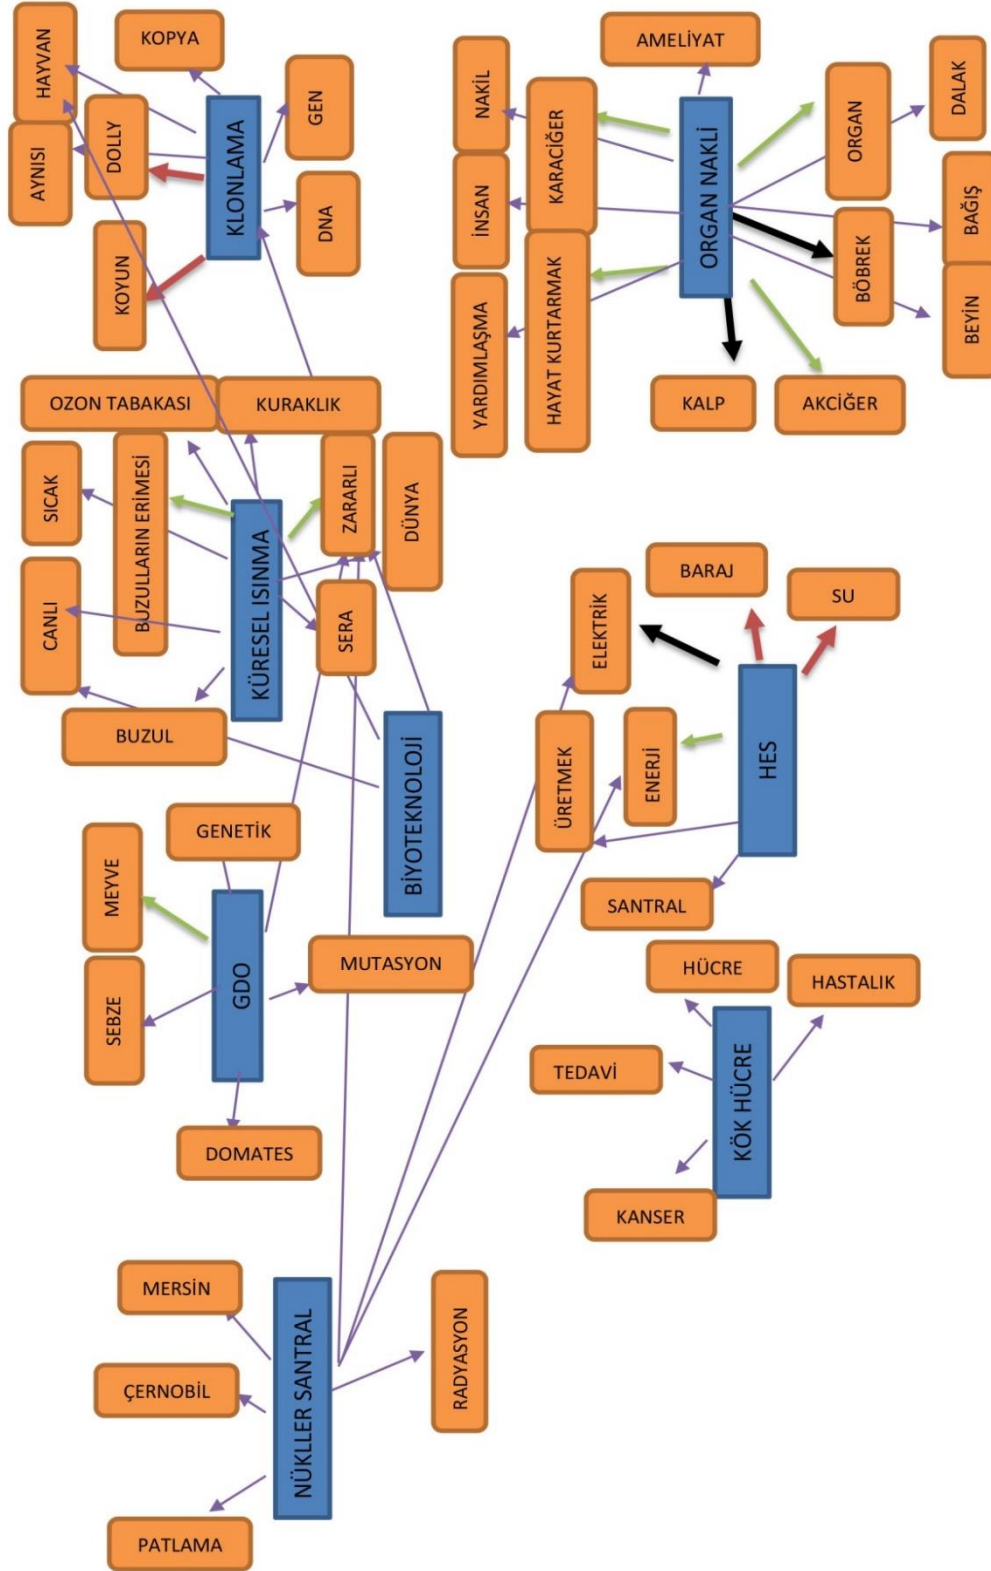 KOPYA
HAYVAN
AYNISI
DOLLY
KLONLAMA
GEN
DNA
KOYUN
AMELİYAT
NAKİL
KARACİĞER
İNSAN
ORGAN NAKLİ
ORGAN
DALAK
BAĞIŞ
BÖBREK
BEYİN
YARDIMLAŞMA
HAYAT KURTARMAK
KALP
AKCİĞER
OZON TABAKASI
KURAKLIK
SICAK
BUZULLARIN ERİMESİ
CANLI
KÜRESEL ISINMA
ZARARLI
DÜNYA
SERA
BUZUL
BİYOTEKNOLOJİ
BARAJ
SU
ELEKTRİK
ÜRETMEK
ENERJİ
HES
SANTRAL
GENETİK
MEYVE
SEBZE
GDO
MUTASYON
DOMATES
HÜCRE
HASTALIK
TEDAVİ
KÖK HÜCRE
KANSER
MERSİN
ÇERNOBİL
NÜKLLER SANTRAL
RADYASYON
PATLAMA